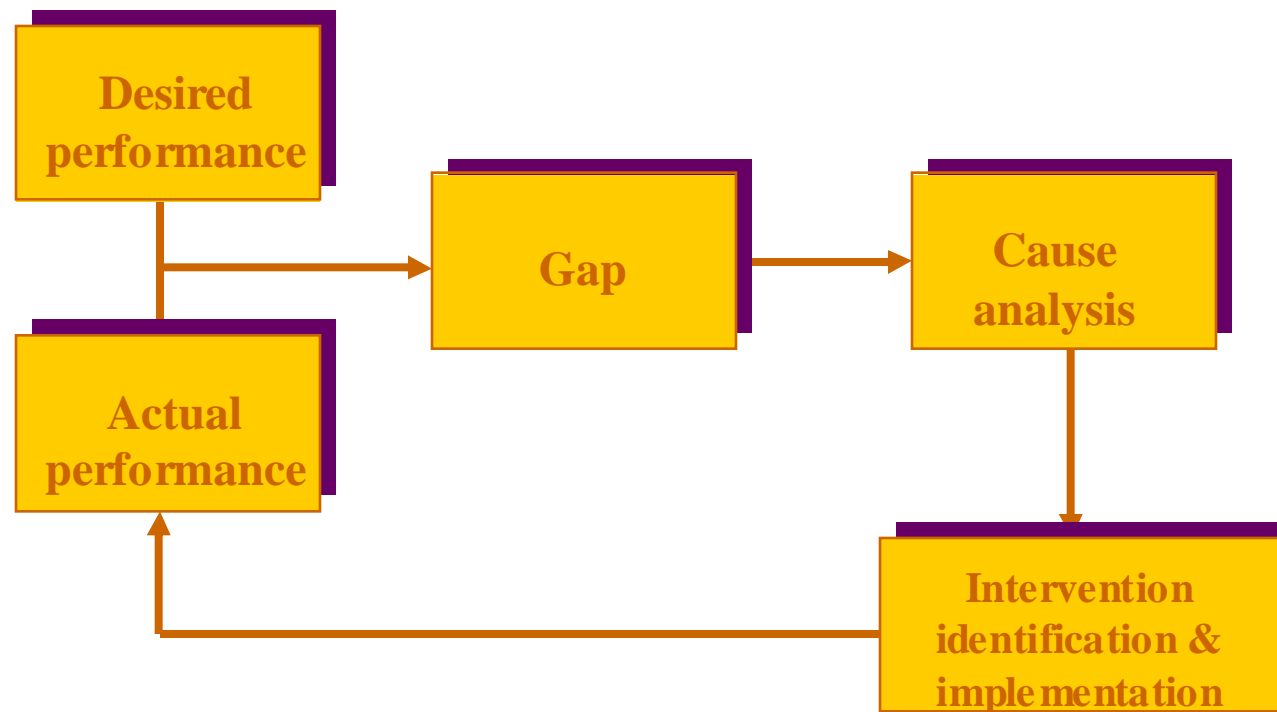 Desired
performance
Gap
Cause
analysis
Actual
performance
Intervention
identification &
implementation